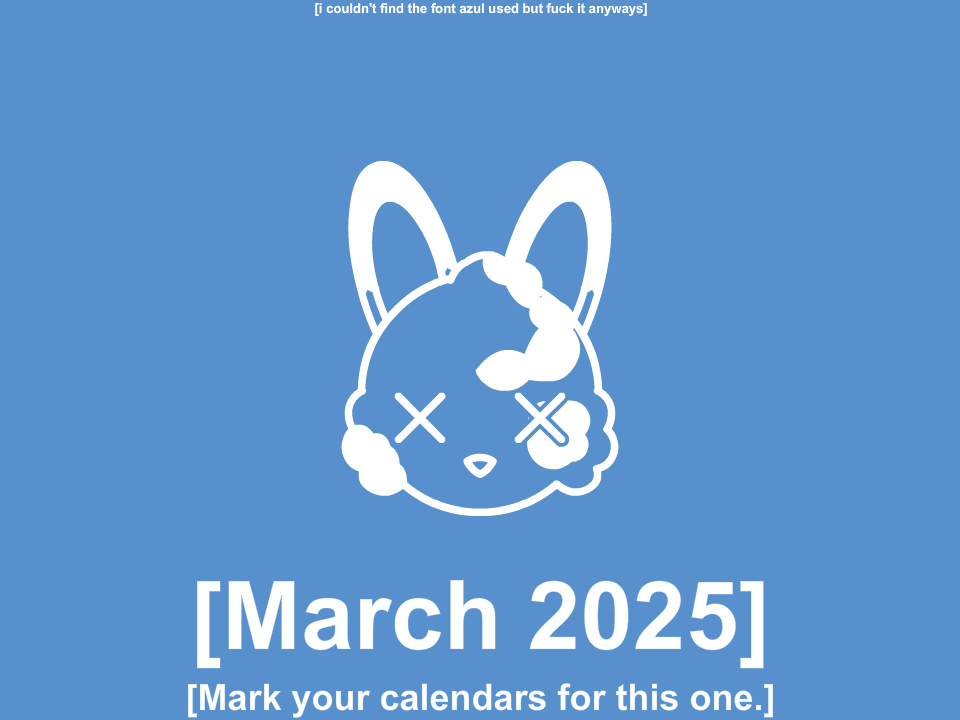 [i couldn't find the font azul used but fuck it anyways]
[March 2025]
[Mark your calendars for this one.]